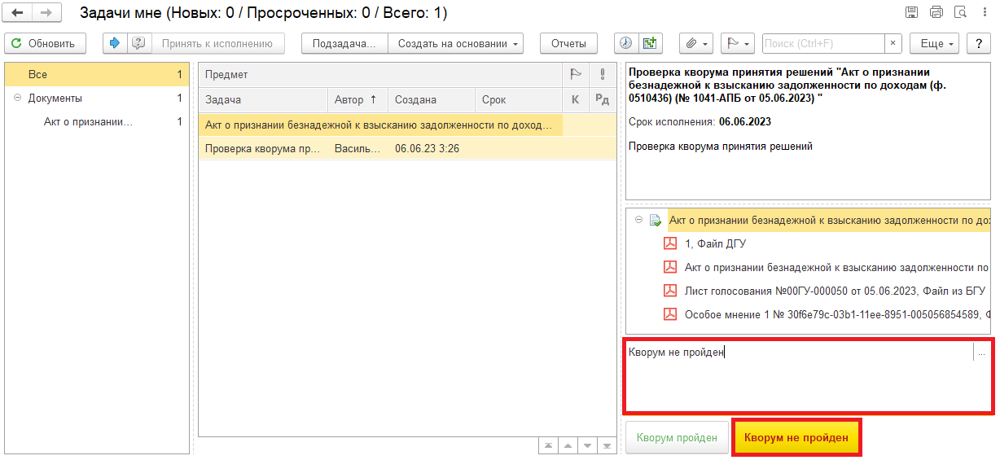 Задачи мне (Новых: 0 / Просроченных: 0 / Всего: 1)
Обновить
Принять к исполнению
Подзадача...
Создать на основании
Отчеты
Поиск (Ctrl+F)
×
Еще
?
Все 1
Документы 1
Акт о признании... 1
Предмет
Задача Автор ↑ Создана Срок К Рд
Акт о признании безнадежной к взысканию задолженности по доход...
Проверка кворума пр... Василь... 06.06.23 3:26
Проверка кворума принятия решений "Акт о признании
безнадежной к взысканию задолженности по доходам (ф.
0510436) (№ 1041-АПБ от 05.06.2023) "
Срок исполнения: 06.06.2023
Проверка кворума принятия решений
Акт о признании безнадежной к взысканию задолженности по дох
1, Файл ДГУ
Акт о признании безнадежной к взысканию задолженности по
Лист голосования №00ГУ-000050 от 05.06.2023, Файл из БГУ
Особое мнение 1 № 30f6e79c-03b1-11ee-8951-005056854589, Ф
Кворум не пройден
...
Кворум пройден
Кворум не пройден